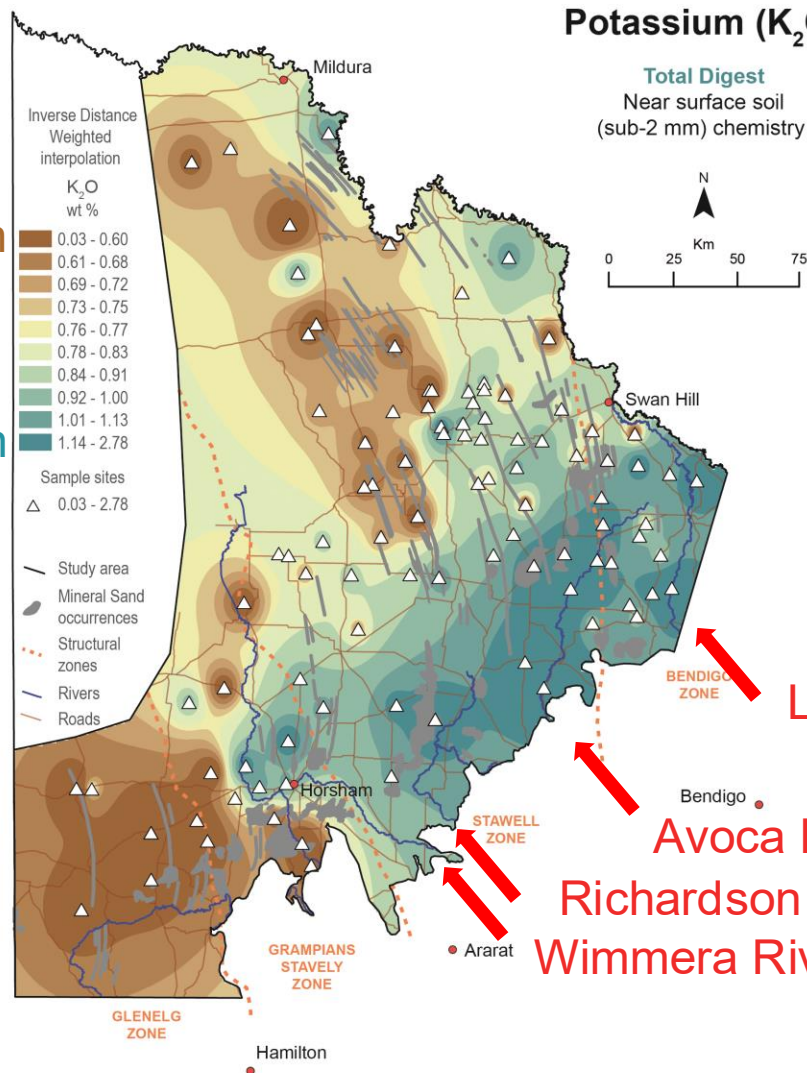 Potassium (K₂O
Total Digest
Near surface soil
(sub-2 mm) chemistry
N
Km
0 25 50 75
Mildura
Inverse Distance
Weighted
interpolation
K₂O
wt %
0.03 - 0.60
0.61 - 0.68
0.69 - 0.72
0.73 - 0.75
0.76 - 0.77
0.78 - 0.83
0.84 - 0.91
0.92 - 1.00
1.01 - 1.13
1.14 - 2.78
Sample sites
0.03 - 2.78
Study area
Mineral Sand
occurrences
Structural
zones
Rivers
Roads
Swan Hill
BENDIGO
ZONE
L
Horsham
Bendigo
STAWELL
ZONE
Avoca
Richardson
Ararat
Wimmera Riv
GRAMPIANS
STAVELY
ZONE
GLENELG
ZONE
Hamilton